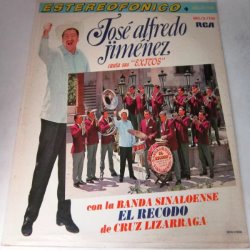 ESTEREOFONICO
RCA
José alfredo
jiménez
canta sus "EXITOS"
con la BANDA SINALOENSE
EL RECODO
de CRUZ LIZARRAGA